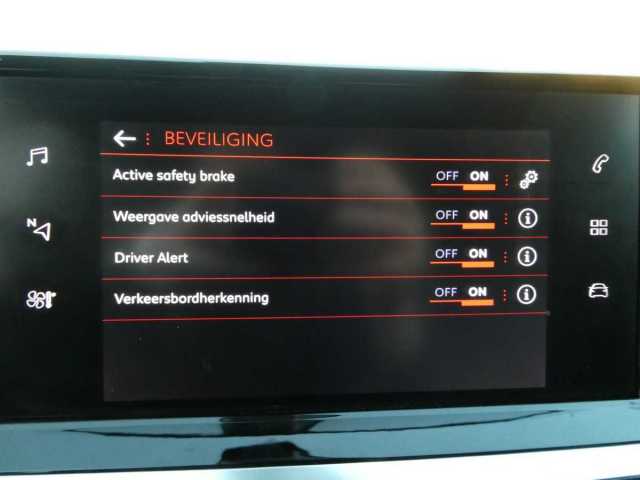 BEVEILIGING
Active safety brake OFF ON
Weergave adviessnelheid OFF ON
Driver Alert OFF ON
Verkeersbordherkenning OFF ON
N